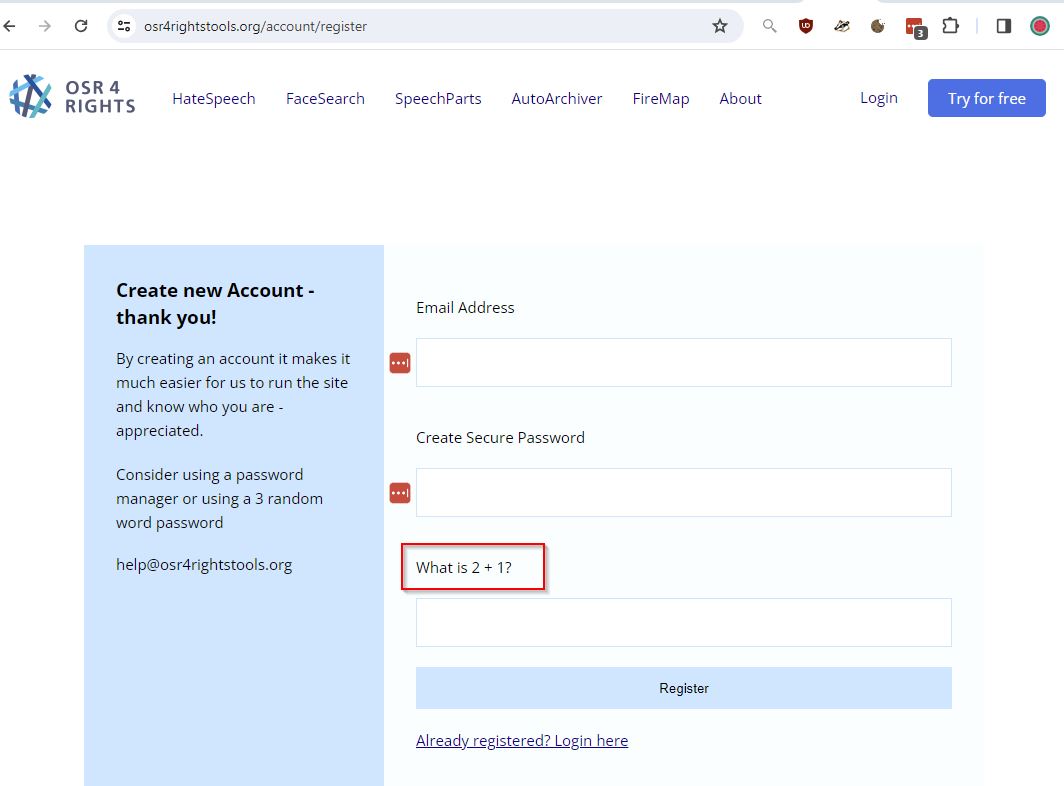 osr4rightstools.org/account/register
3
OSR 4
RIGHTS
HateSpeech FaceSearch SpeechParts AutoArchiver FireMap About Login Try for free
Create new Account -
thank you!
By creating an account it makes it
much easier for us to run the site
and know who you are -
appreciated.
Consider using a password
manager or using a 3 random
word password
help@osr4rightstools.org
Email Address
Create Secure Password
What is 2 + 1?
Register
Already registered? Login here